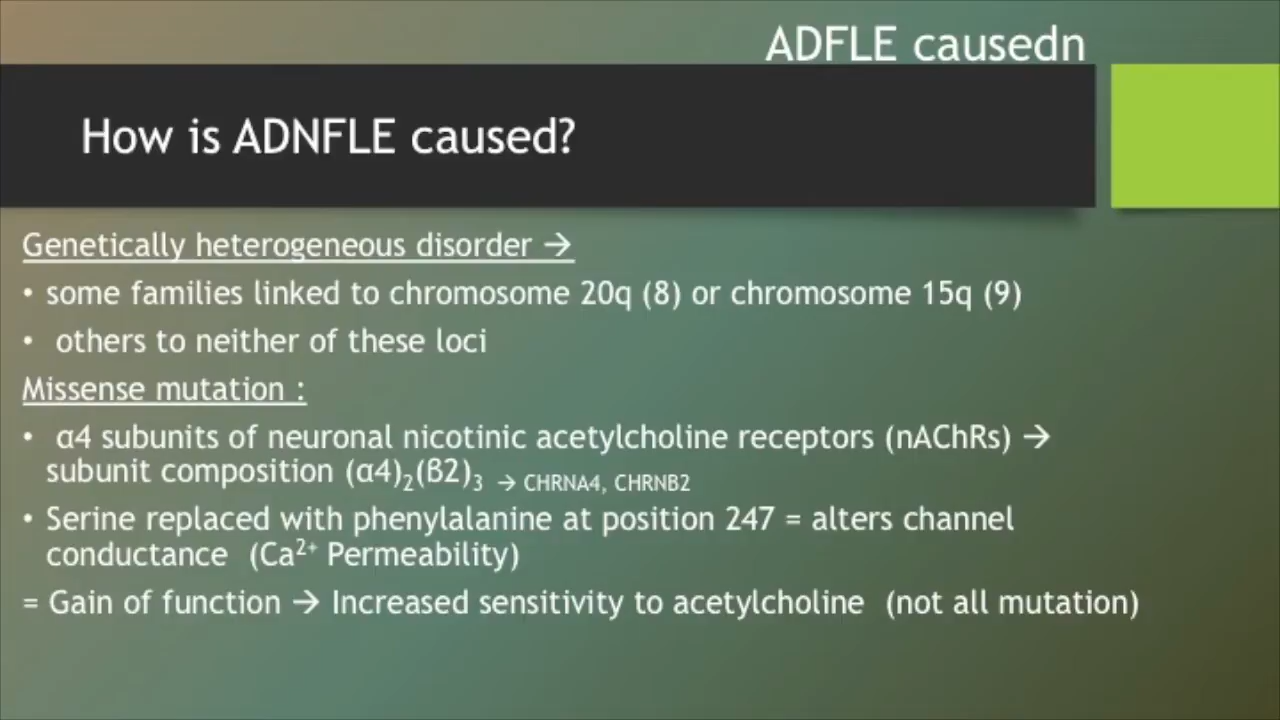 ADFLE causedn
How is ADNFLE caused?
Genetically heterogeneous disorder →
• some families linked to chromosome 20q (8) or chromosome 15q (9)
• others to neither of these loci
Missense mutation :
• α4 subunits of neuronal nicotinic acetylcholine receptors (nAChRs) →
subunit composition (α4)₂(β2)₃ → CHRNA4, CHRNB2
• Serine replaced with phenylalanine at position 247 = alters channel
conductance (Ca²⁺ Permeability)
= Gain of function → Increased sensitivity to acetylcholine (not all mutation)